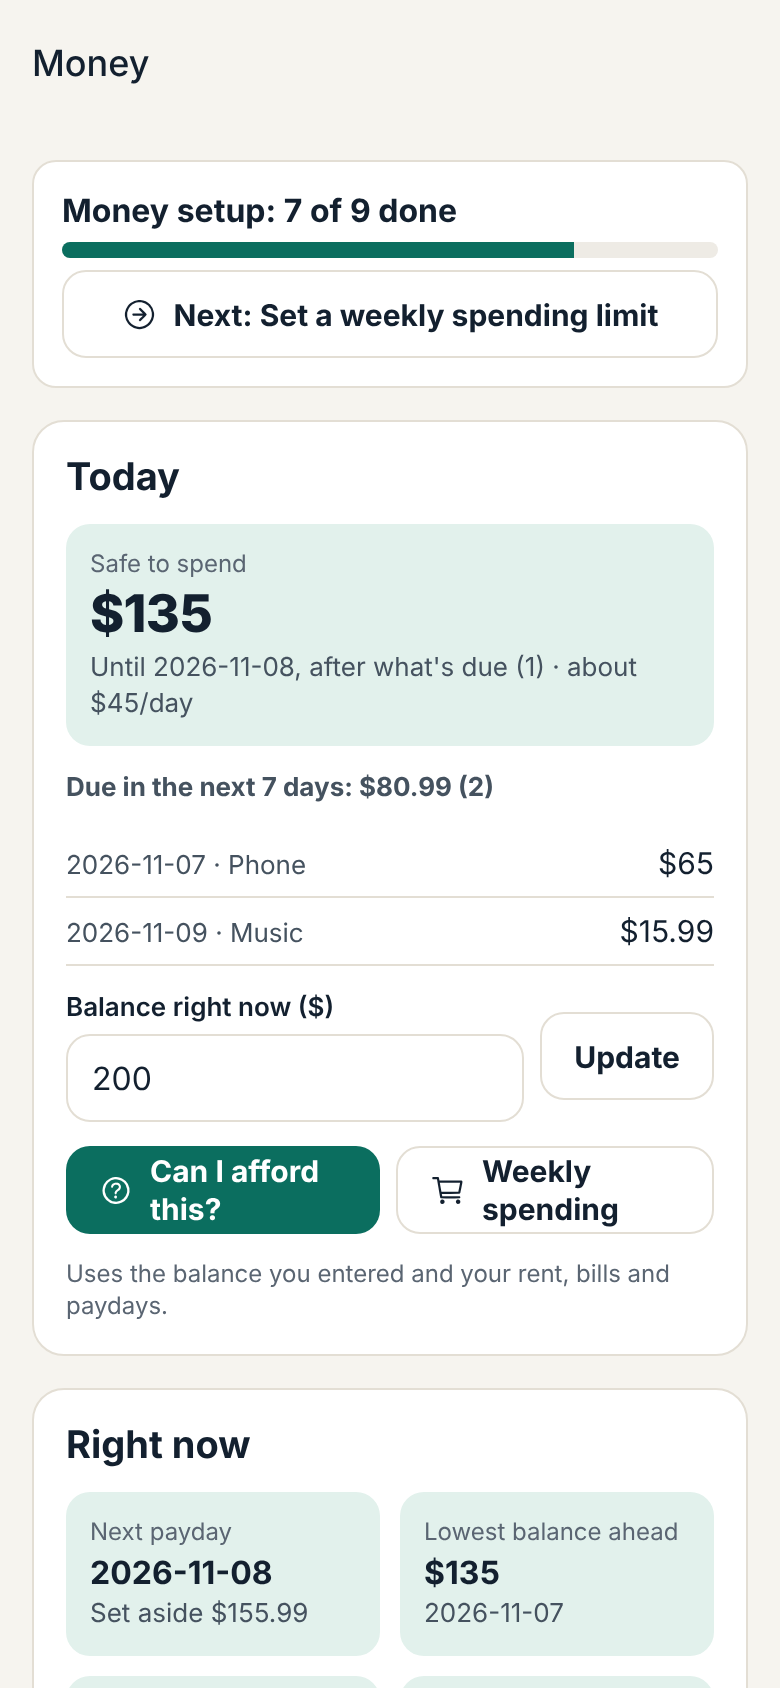 Money
Money setup: 7 of 9 done
Next: Set a weekly spending limit
Today
Safe to spend
$135
Until 2026-11-08, after what's due (1) · about
$45/day
Due in the next 7 days: $80.99 (2)
2026-11-07 · Phone
$65
2026-11-09 · Music
$15.99
Balance right now ($)
200
Update
Can I afford
this?
Weekly
spending
Uses the balance you entered and your rent, bills and
paydays.
Right now
Next payday
2026-11-08
Set aside $155.99
Lowest balance ahead
$135
2026-11-07